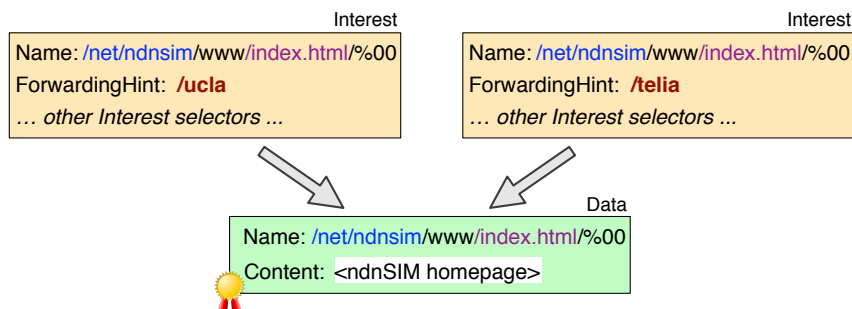 Interest
Name: /net/ndnsim/www/index.html/%00
ForwardingHint: /ucla
… other Interest selectors ...
Interest
Name: /net/ndnsim/www/index.html/%00
ForwardingHint: /telia
… other Interest selectors ...
Data
Name: /net/ndnsim/www/index.html/%00
Content: <ndnSIM homepage>